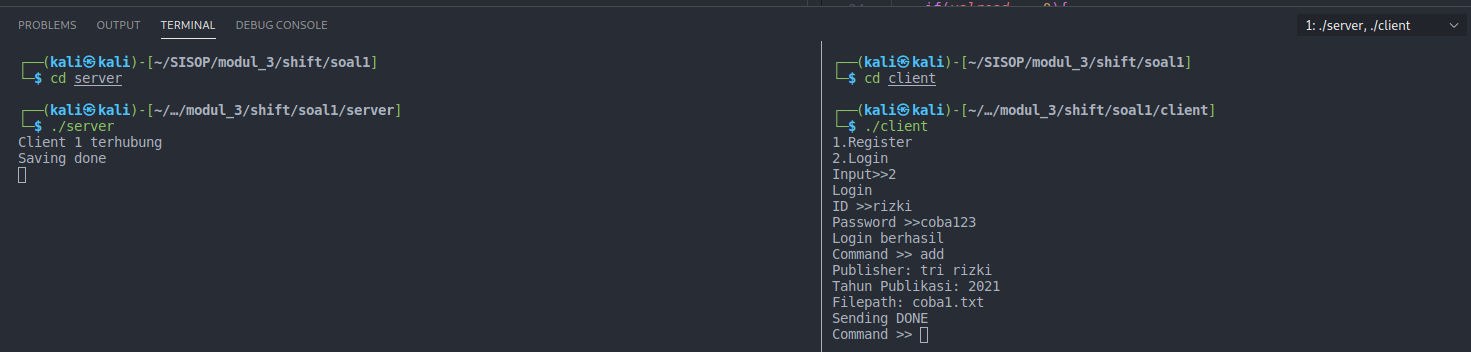 if(valread == 0){
PROBLEMS OUTPUT TERMINAL DEBUG CONSOLE 1: ./server, ./client
┌──(kali㉿kali)-[~/SISOP/modul_3/shift/soal1]
└─$ cd server
┌──(kali㉿kali)-[~/…/modul_3/shift/soal1/server]
└─$ ./server
Client 1 terhubung
Saving done
┌──(kali㉿kali)-[~/SISOP/modul_3/shift/soal1]
└─$ cd client
┌──(kali㉿kali)-[~/…/modul_3/shift/soal1/client]
└─$ ./client
1.Register
2.Login
Input>>2
Login
ID >>rizki
Password >>coba123
Login berhasil
Command >> add
Publisher: tri rizki
Tahun Publikasi: 2021
Filepath: coba1.txt
Sending DONE
Command >>